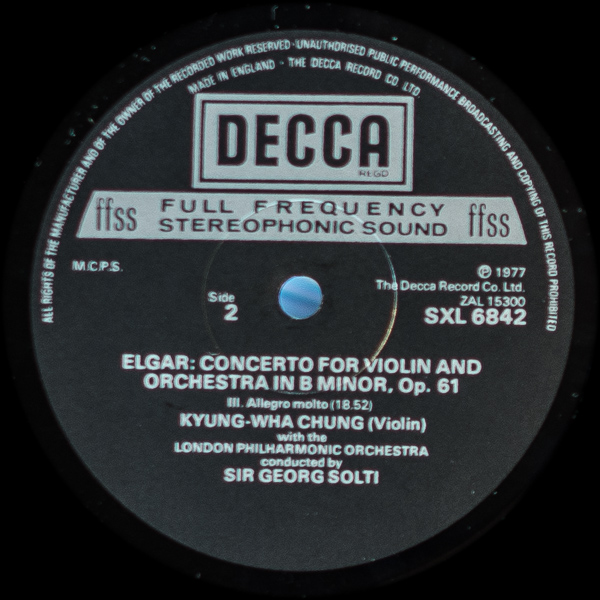 ALL RIGHTS OF THE MANUFACTURER AND OF THE OWNER OF THE RECORDED WORK RESERVED · UNAUTHORISED PUBLIC PERFORMANCE BROADCASTING AND COPYING OF THIS RECORD PROHIBITED
MADE IN ENGLAND · THE DECCA RECORD CO LTD
DECCA
REGD
ffss FULL FREQUENCY STEREOPHONIC SOUND ffss
M.C.P.S.
℗ 1977
The Decca Record Co. Ltd.
ZAL 15300
SXL 6842
Side
2
ELGAR: CONCERTO FOR VIOLIN AND
ORCHESTRA IN B MINOR, Op. 61
III. Allegro molto (18.52)
KYUNG-WHA CHUNG (Violin)
with the
LONDON PHILHARMONIC ORCHESTRA
conducted by
SIR GEORG SOLTI